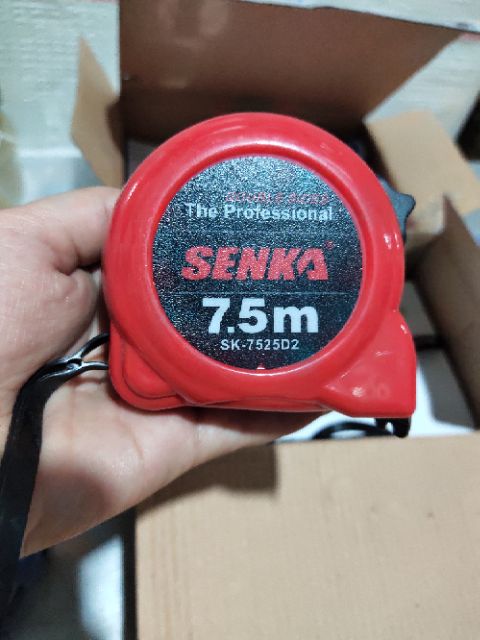 The Professional
SENKA
7.5m
SK-7525D2